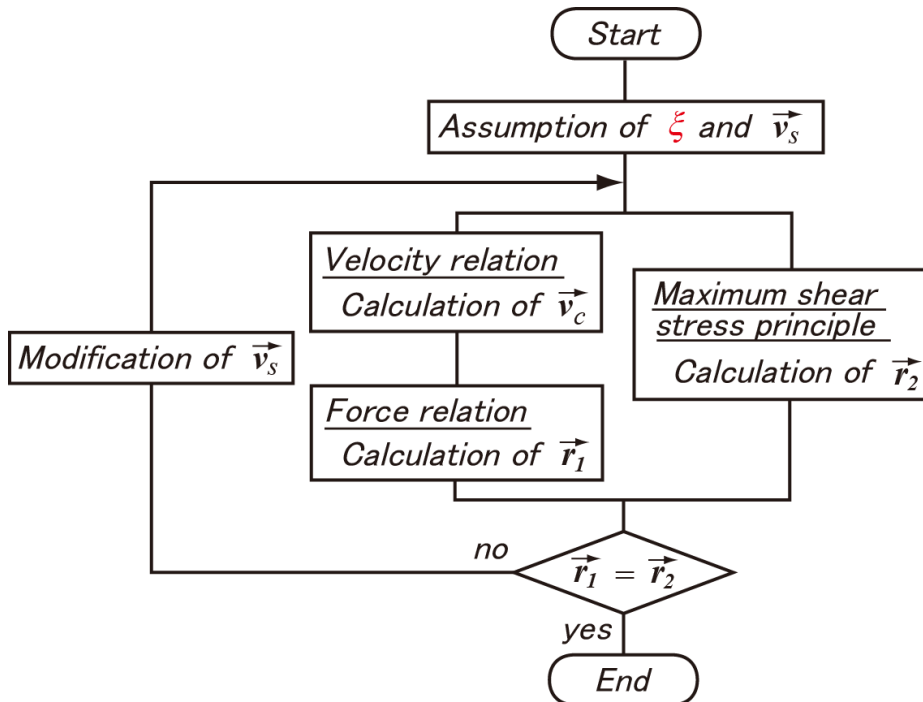 Start
Assumption of ξ and v⃗s
Velocity relation
Calculation of v⃗c
Maximum shear
stress principle
Calculation of r⃗2
Modification of v⃗s
Force relation
Calculation of r⃗1
no
r⃗1 = r⃗2
yes
End